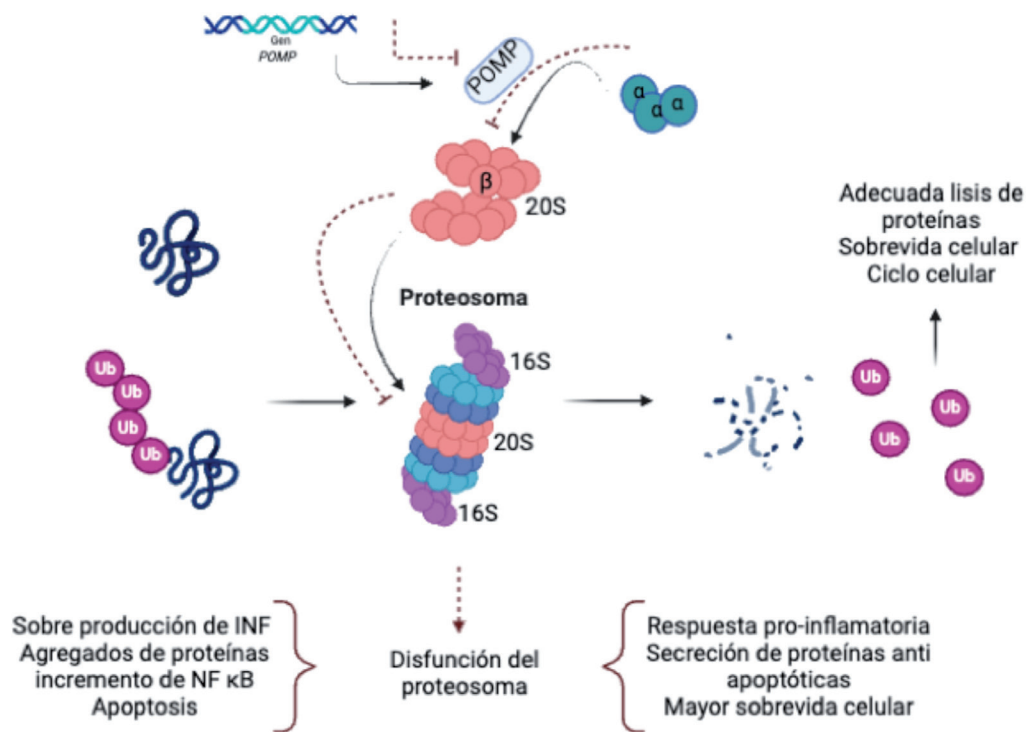 Gen
POMP
POMP
α
α
α
β
20S
Adecuada lisis de
proteínas
Sobrevida celular
Ciclo celular
Proteosoma
16S
Ub
Ub
Ub
Ub
20S
16S
Ub
Ub
Ub
Ub
Sobre producción de INF
Agregados de proteínas
incremento de NF κB
Apoptosis
Disfunción del
proteosoma
Respuesta pro-inflamatoria
Secreción de proteínas anti
apoptóticas
Mayor sobrevida celular